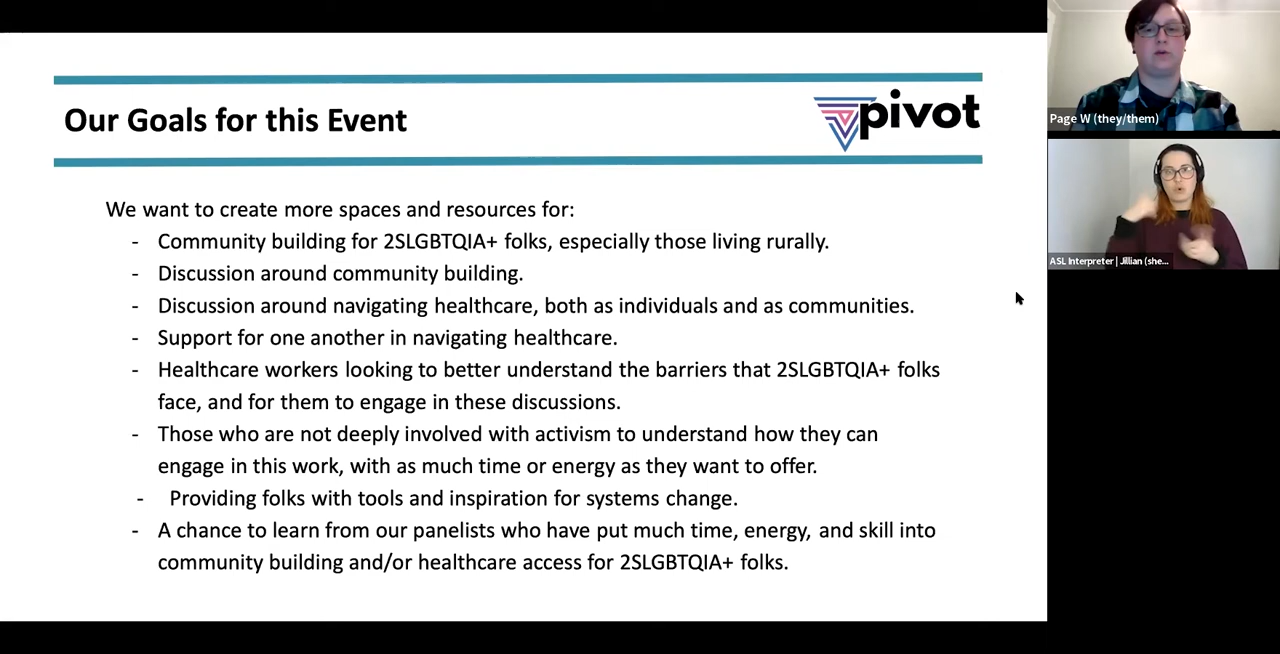 Our Goals for this Event
pivot
We want to create more spaces and resources for:
- Community building for 2SLGBTQIA+ folks, especially those living rurally.
- Discussion around community building.
- Discussion around navigating healthcare, both as individuals and as communities.
- Support for one another in navigating healthcare.
- Healthcare workers looking to better understand the barriers that 2SLGBTQIA+ folks
face, and for them to engage in these discussions.
- Those who are not deeply involved with activism to understand how they can
engage in this work, with as much time or energy as they want to offer.
- Providing folks with tools and inspiration for systems change.
- A chance to learn from our panelists who have put much time, energy, and skill into
community building and/or healthcare access for 2SLGBTQIA+ folks.
Page W (they/them)
ASL Interpreter | Jillian (she...